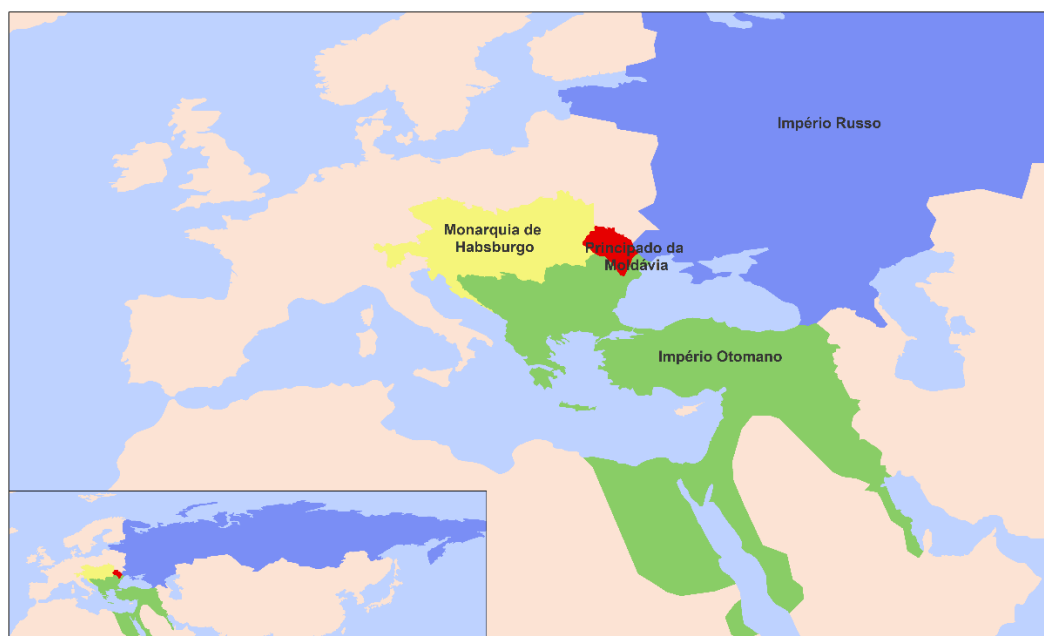 Império Russo
Monarquia de
Habsburgo
Principado da
Moldávia
Império Otomano